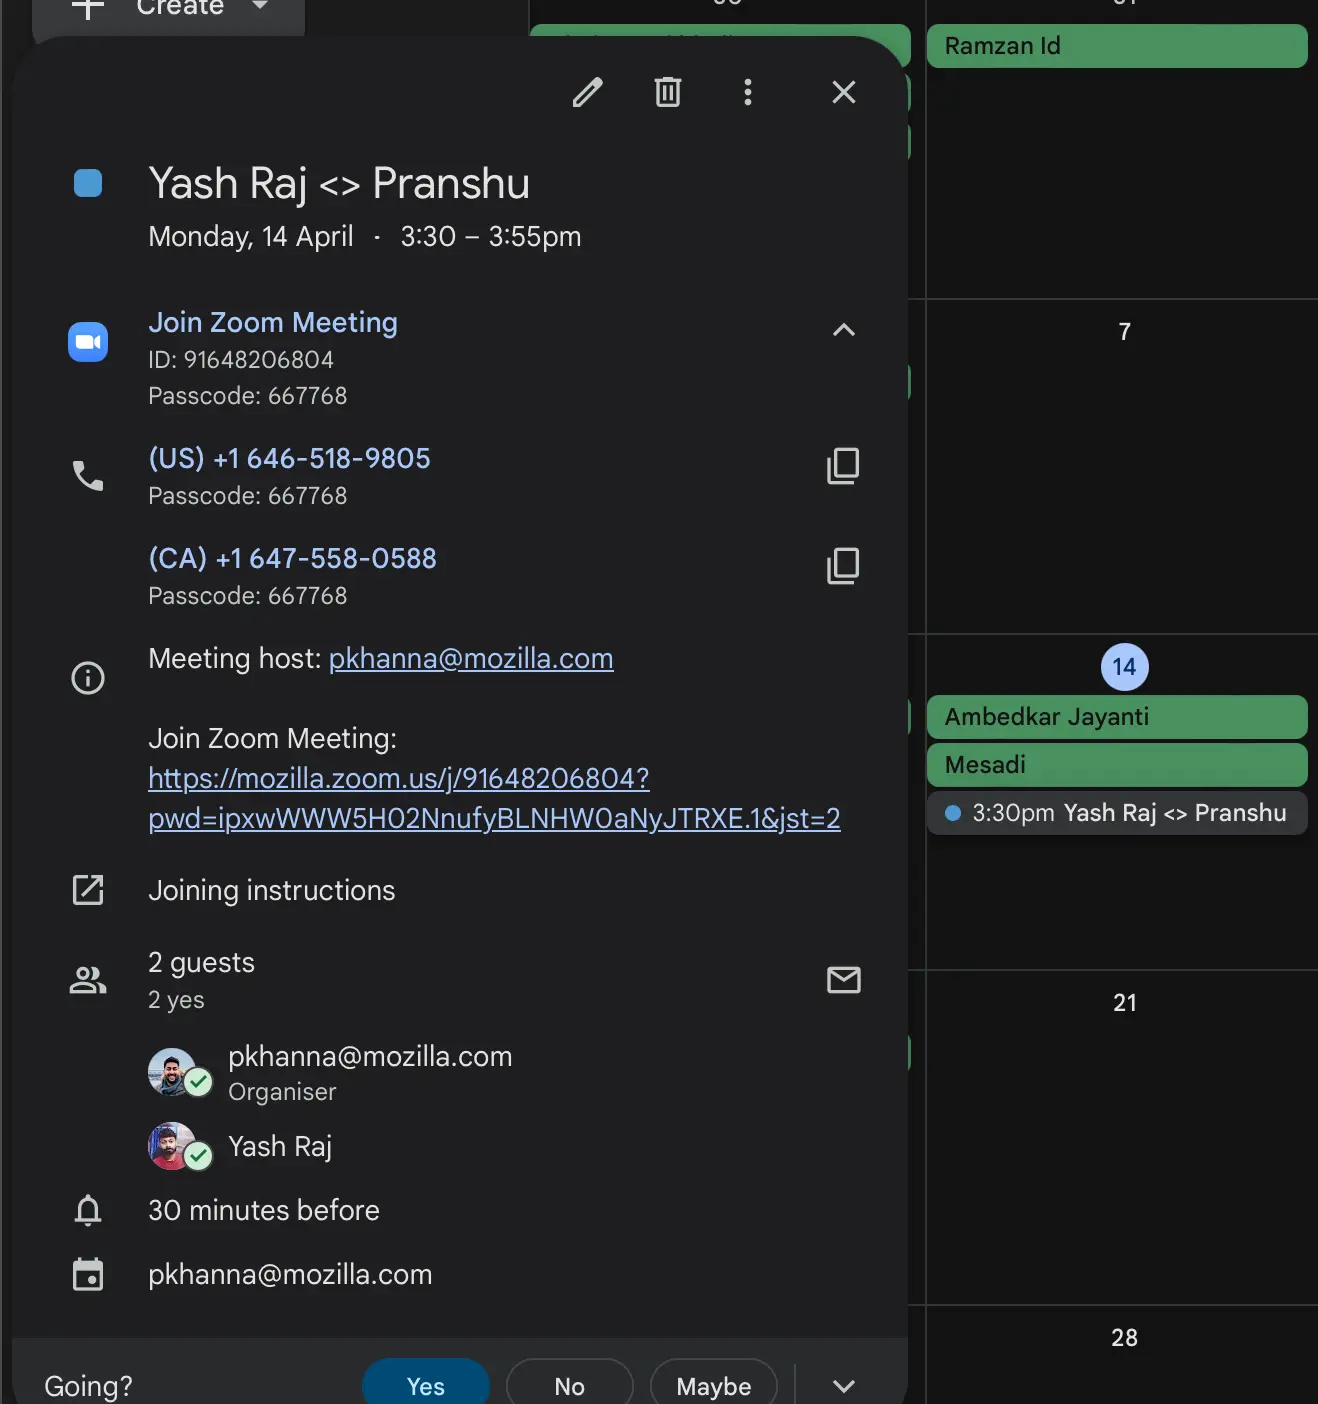 Create
Ramzan Id
Yash Raj <> Pranshu
Monday, 14 April · 3:30 – 3:55pm
Join Zoom Meeting
ID: 91648206804
Passcode: 667768
(US) +1 646-518-9805
Passcode: 667768
(CA) +1 647-558-0588
Passcode: 667768
Meeting host: pkhanna@mozilla.com
Join Zoom Meeting:
https://mozilla.zoom.us/j/91648206804?
pwd=ipxwWWW5H02NnufyBLNHW0aNyJTRXE.1&jst=2
Joining instructions
2 guests
2 yes
pkhanna@mozilla.com
Organiser
Yash Raj
30 minutes before
pkhanna@mozilla.com
Going?
Yes
No
Maybe
7
14
Ambedkar Jayanti
Mesadi
3:30pm Yash Raj <> Pranshu
21
28